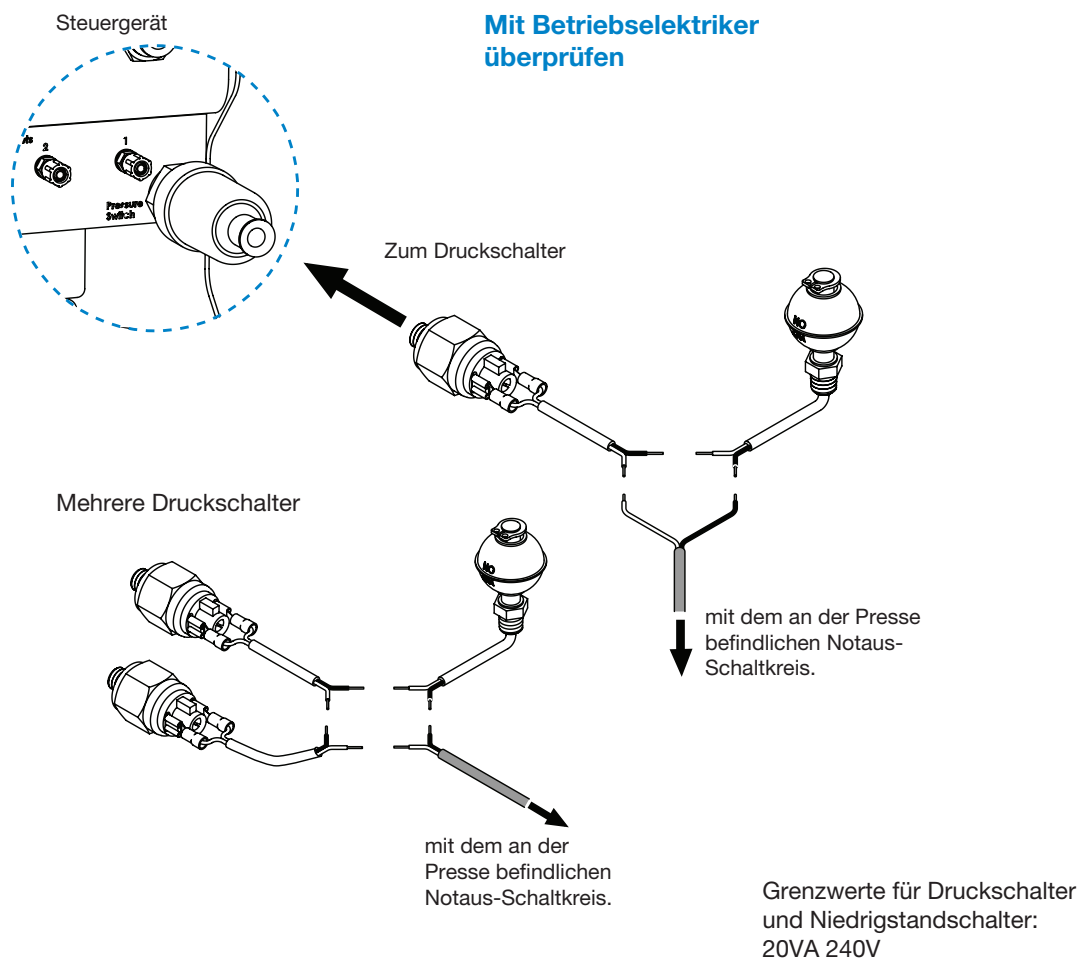 Steuergerät
Mit Betriebselektriker
überprüfen
2
1
Pressure
Switch
Zum Druckschalter
NO
Mehrere Druckschalter
NO
mit dem an der Presse
befindlichen Notaus-
Schaltkreis.
mit dem an der
Presse befindlichen
Notaus-Schaltkreis.
Grenzwerte für Druckschalter
und Niedrigstandschalter:
20VA 240V